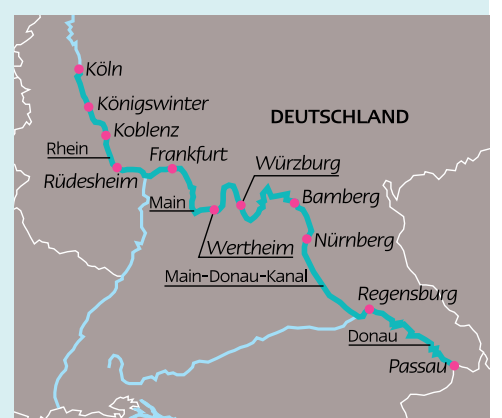 Köln
Königswinter
DEUTSCHLAND
Koblenz
Rhein
Frankfurt
Rüdesheim
Würzburg
Main
Bamberg
Wertheim
Nürnberg
Main-Donau-Kanal
Regensburg
Donau
Passau